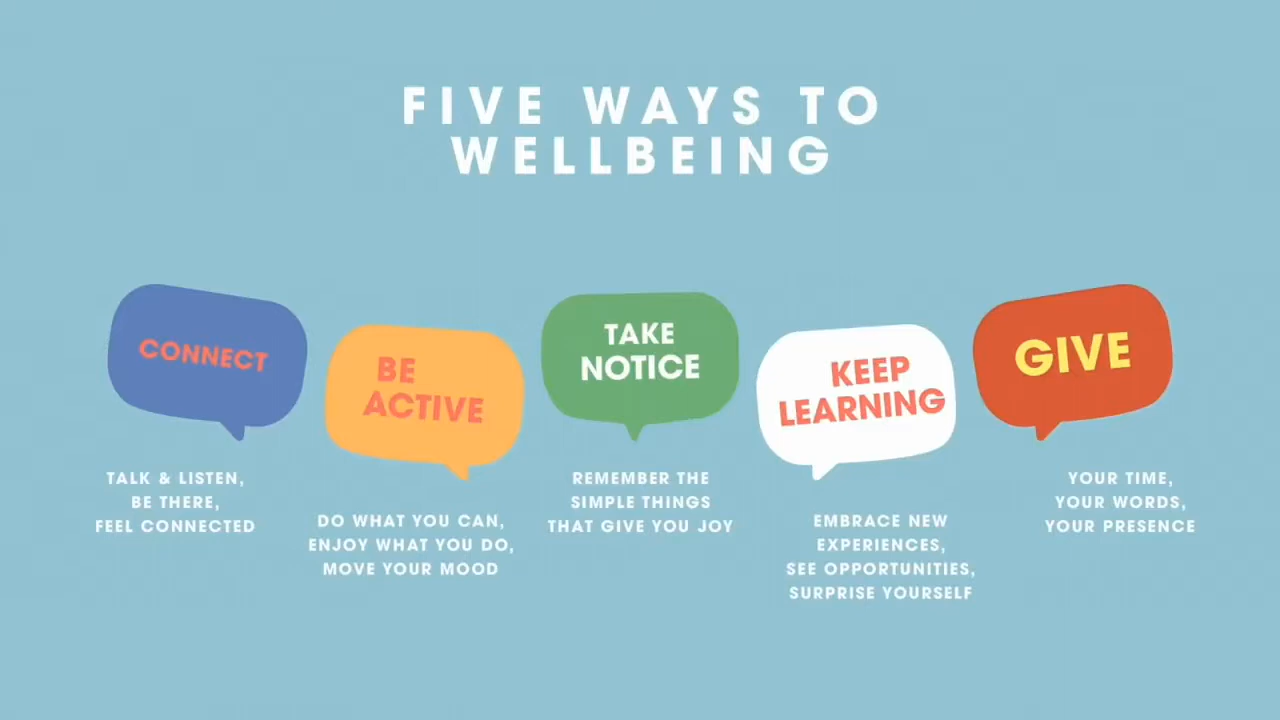 FIVE WAYS TO
WELLBEING
CONNECT
TALK & LISTEN,
BE THERE,
FEEL CONNECTED
BE
ACTIVE
DO WHAT YOU CAN,
ENJOY WHAT YOU DO,
MOVE YOUR MOOD
TAKE
NOTICE
REMEMBER THE
SIMPLE THINGS
THAT GIVE YOU JOY
KEEP
LEARNING
EMBRACE NEW
EXPERIENCES,
SEE OPPORTUNITIES,
SURPRISE YOURSELF
GIVE
YOUR TIME,
YOUR WORDS,
YOUR PRESENCE